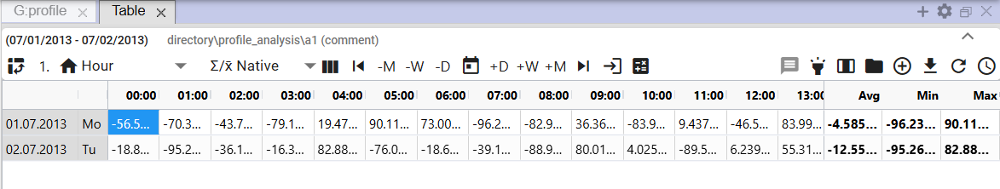 G:profile Table
(07/01/2013 - 07/02/2013) directory\profile_analysis\a1 (comment)
1. Hour Σ/x̄ Native -M -W -D +D +W +M
00:00 01:00 02:00 03:00 04:00 05:00 06:00 07:00 08:00 09:00 10:00 11:00 12:00 13:00 Avg Min Max
01.07.2013 Mo -56.5... -70.3... -43.7... -79.1... 19.47... 90.11... 73.00... -96.2... -82.9... 36.36... -83.9... 9.437... -46.5... 83.99... -4.585... -96.23... 90.11...
02.07.2013 Tu -18.8... -95.2... -36.1... -16.3... 82.88... -76.0... -18.6... -39.1... -88.9... 80.01... 4.025... -89.5... 6.239... 55.31... -12.55... -95.26... 82.88...